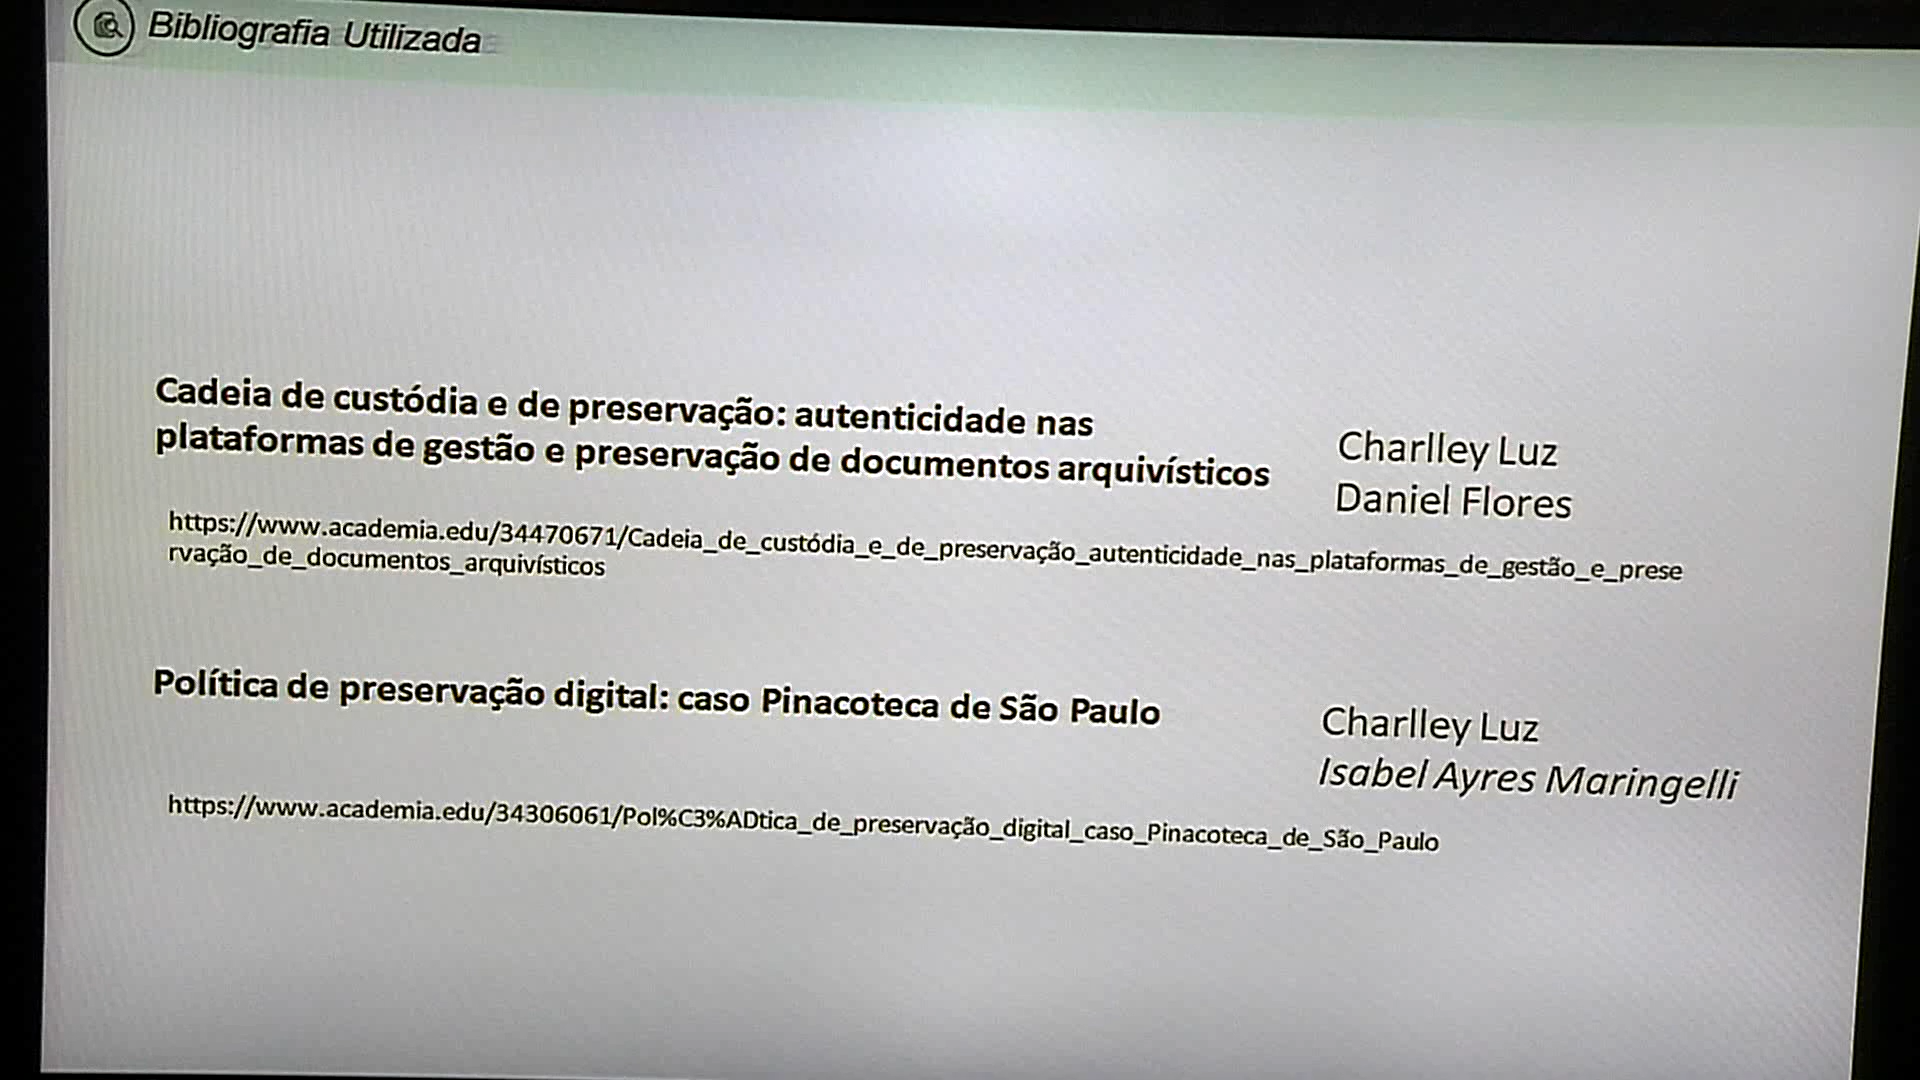 Bibliografia Utilizada
Cadeia de custódia e de preservação: autenticidade nas
plataformas de gestão e preservação de documentos arquivísticos
Charlley Luz
Daniel Flores
https://www.academia.edu/34470671/Cadeia_de_custódia_e_de_preservação_autenticidade_nas_plataformas_de_gestão_e_prese
rvação_de_documentos_arquivísticos
Política de preservação digital: caso Pinacoteca de São Paulo
Charlley Luz
Isabel Ayres Maringelli
https://www.academia.edu/34306061/Pol%C3%ADtica_de_preservação_digital_caso_Pinacoteca_de_São_Paulo